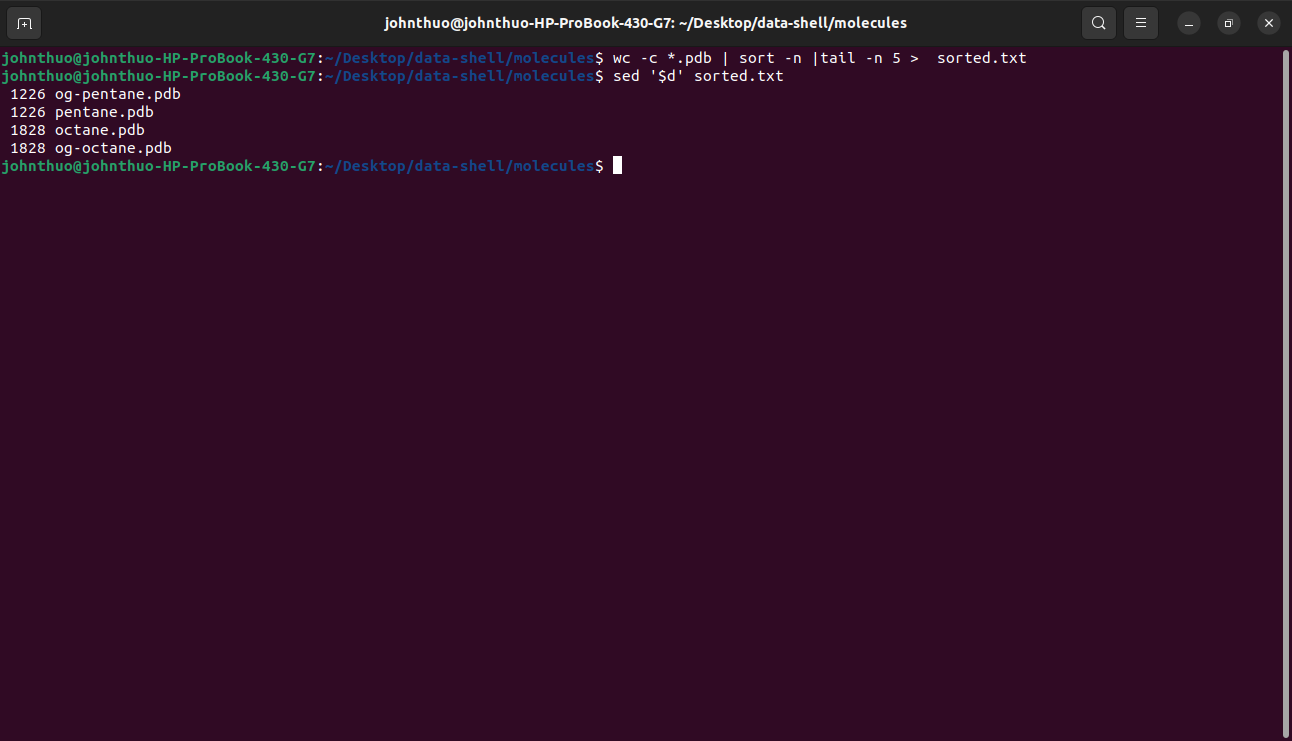 johnthuo@johnthuo-HP-ProBook-430-G7: ~/Desktop/data-shell/molecules
johnthuo@johnthuo-HP-ProBook-430-G7:~/Desktop/data-shell/molecules$ wc -c *.pdb | sort -n |tail -n 5 >  sorted.txt
johnthuo@johnthuo-HP-ProBook-430-G7:~/Desktop/data-shell/molecules$ sed '$d' sorted.txt
 1226 og-pentane.pdb
 1226 pentane.pdb
 1828 octane.pdb
 1828 og-octane.pdb
johnthuo@johnthuo-HP-ProBook-430-G7:~/Desktop/data-shell/molecules$